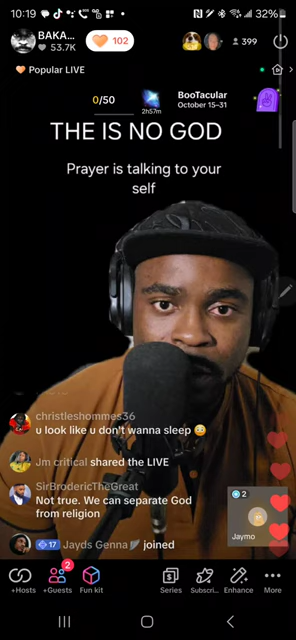 10:19
32%
BAKA...
53.7K
102
399
Popular LIVE
0/50
2h57m
BooTacular
October 15–31
THE IS NO GOD
Prayer is talking to your
self
christleshommes36
u look like u don't wanna sleep 😳
Jm critical shared the LIVE
SirBrodericTheGreat
Not true. We can separate God
from religion
17 Jayds Genna joined
2
Jaymo
2
+Hosts
+Guests
Fun kit
Series
Subscri...
Enhance
More